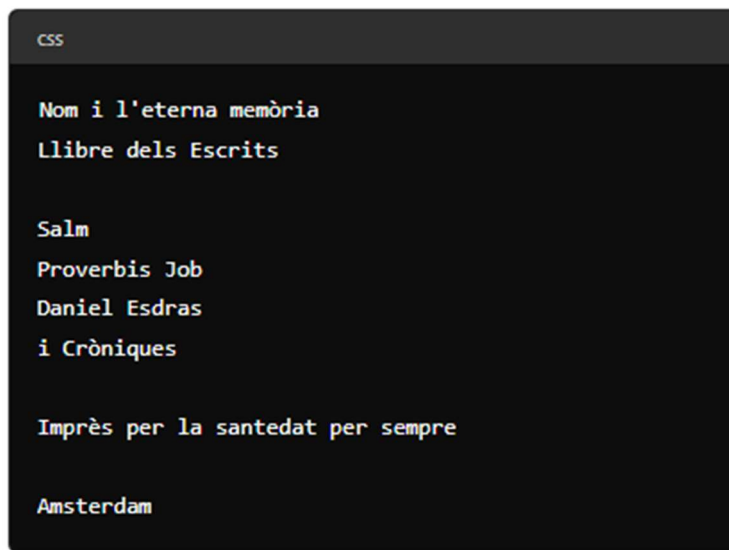 css
Nom i l'eterna memòria
Llibre dels Escrits
Salm
Proverbis Job
Daniel Esdras
i Cròniques
Imprès per la santedat per sempre
Amsterdam